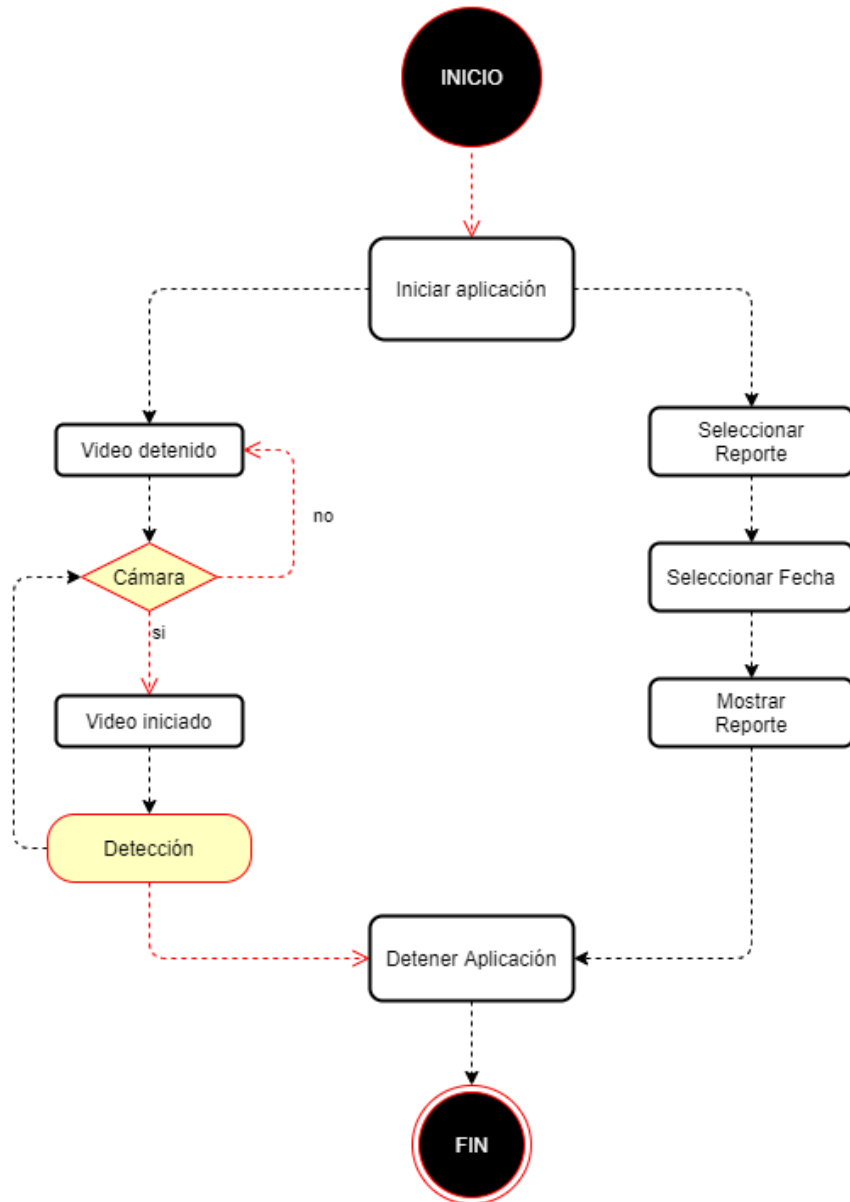 INICIO
Iniciar aplicación
Video detenido
Seleccionar
Reporte
no
Cámara
Seleccionar Fecha
si
Video iniciado
Mostrar
Reporte
Detección
Detener Aplicación
FIN